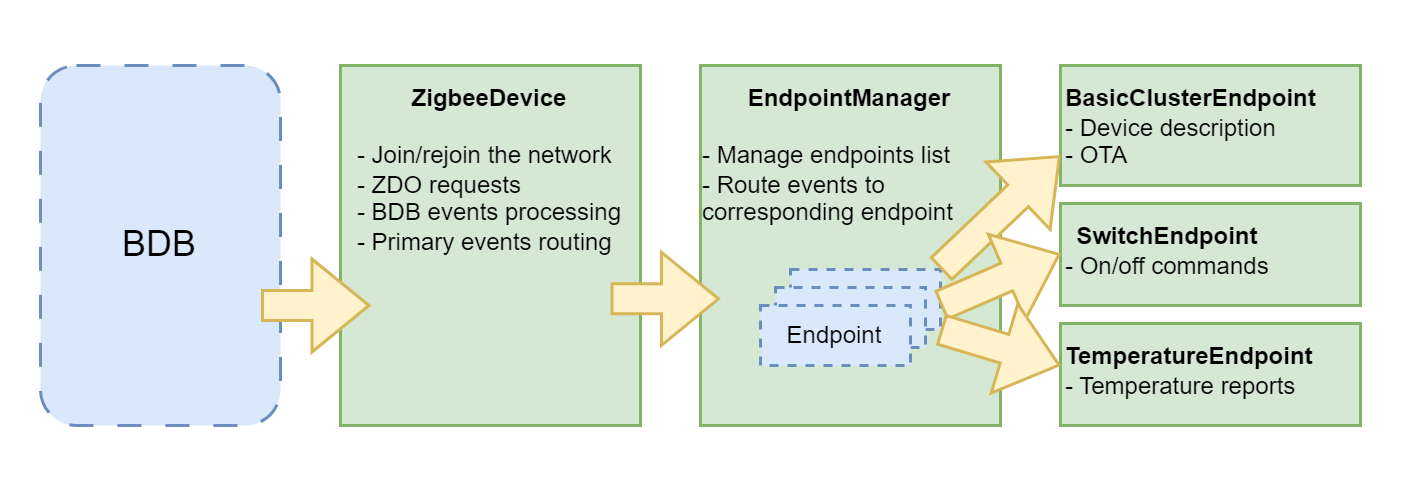 BDB
ZigbeeDevice
- Join/rejoin the network
- ZDO requests
- BDB events processing
- Primary events routing
EndpointManager
- Manage endpoints list
- Route events to
corresponding endpoint
Endpoint
BasicClusterEndpoint
- Device description
- OTA
SwitchEndpoint
- On/off commands
TemperatureEndpoint
- Temperature reports